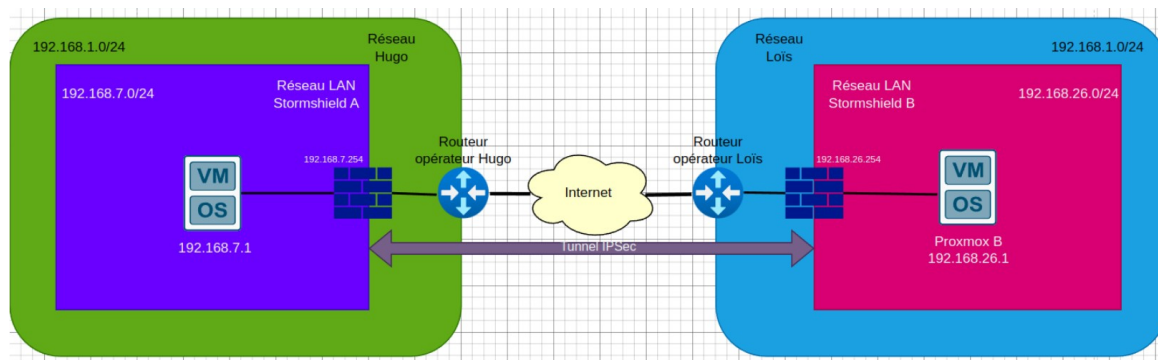 192.168.1.0/24
Réseau
Hugo
192.168.7.0/24
Réseau LAN
Stormshield A
192.168.7.254
VM
OS
192.168.7.1
Routeur
opérateur Hugo
Internet
Tunnel IPSec
Routeur
opérateur Loïs
Réseau
Loïs
192.168.1.0/24
Réseau LAN
Stormshield B
192.168.26.0/24
192.168.26.254
VM
OS
Proxmox B
192.168.26.1